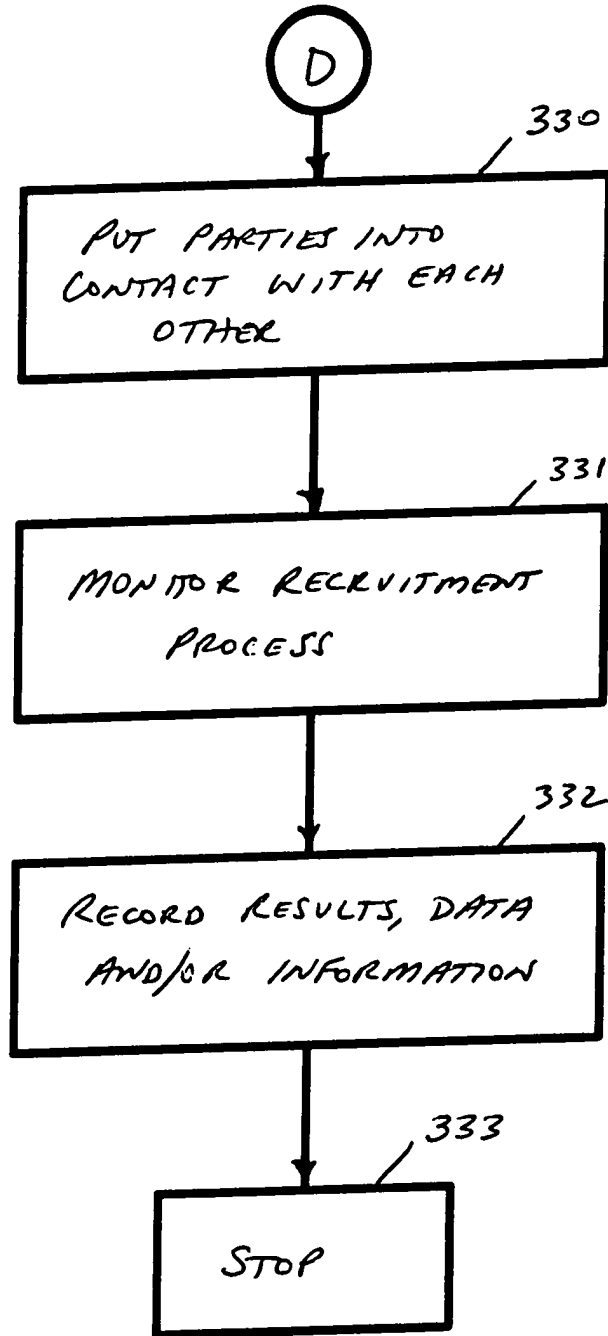 D
330
PUT PARTIES INTO
CONTACT WITH EACH
OTHER
331
MONITOR RECRUITMENT
PROCESS
332
RECORD RESULTS, DATA
AND/OR INFORMATION
333
STOP